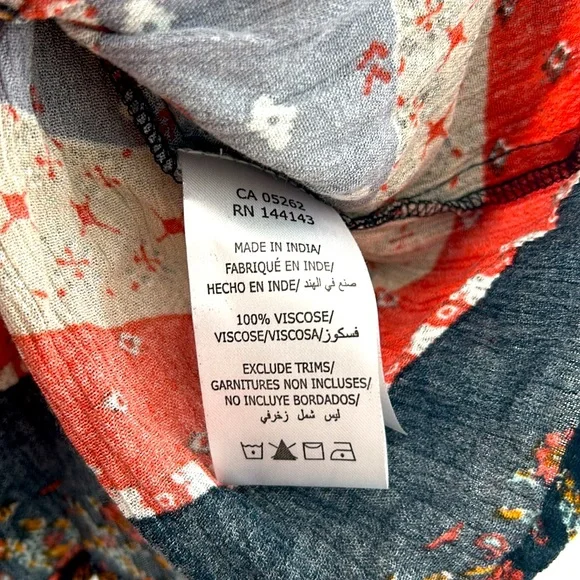 CA 05262
RN 144143
MADE IN INDIA/
FABRIQUÉ EN INDE/
HECHO EN INDE/ صنع في الهند
100% VISCOSE/
VISCOSE/VISCOSA/فسكوز
EXCLUDE TRIMS/
GARNITURES NON INCLUSES/
NO INCLUYE BORDADOS/
ليس شمل زخرفي